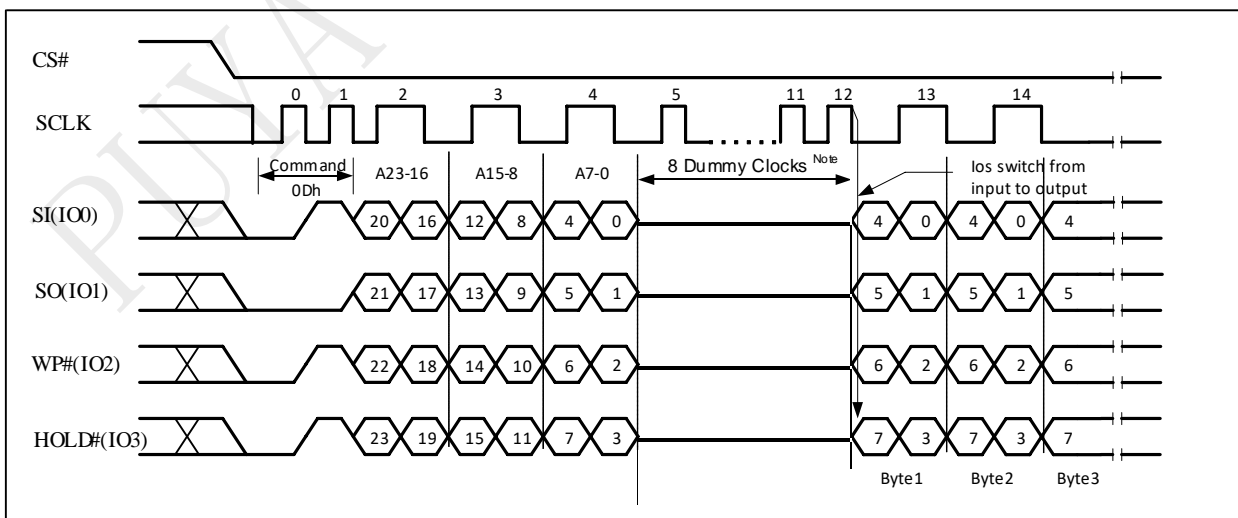 PUYA
CS#
0 1 2 3 4 5 11 12 13 14
SCLK
Command
0Dh
A23-16 A15-8 A7-0
8 Dummy Clocks Note
Ios switch from
input to output
SI(IO0) 20 16 12 8 4 0 4 0 4 0 4
SO(IO1) 21 17 13 9 5 1 5 1 5 1 5
WP#(IO2) 22 18 14 10 6 2 6 2 6 2 6
HOLD#(IO3) 23 19 15 11 7 3 7 3 7 3 7
Byte1 Byte2 Byte3